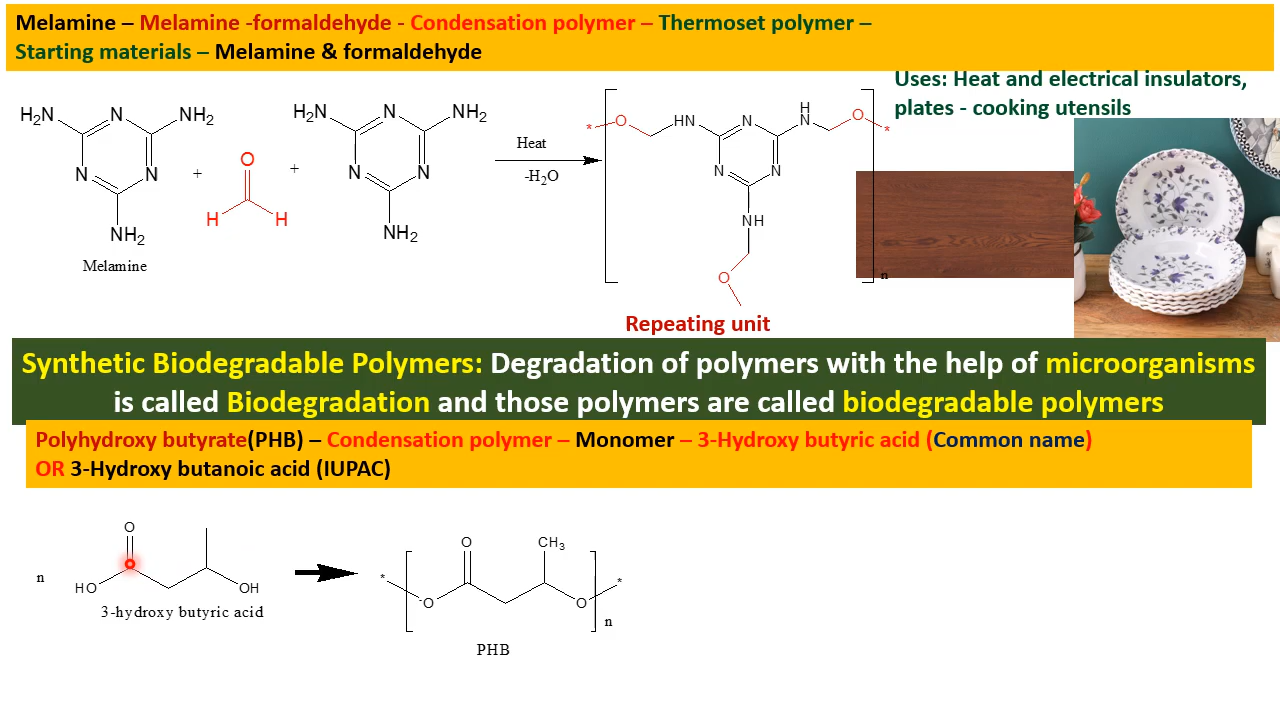 Melamine – Melamine -formaldehyde - Condensation polymer – Thermoset polymer –
Starting materials – Melamine & formaldehyde
Uses: Heat and electrical insulators,
plates - cooking utensils
H2N N NH2
N N
NH2
Melamine
+
O
H H
+
H2N N NH2
N N
NH2
Heat
-H2O
* O HN N H N O *
N N
NH
O
n
Repeating unit
Synthetic Biodegradable Polymers: Degradation of polymers with the help of microorganisms
is called Biodegradation and those polymers are called biodegradable polymers
Polyhydroxy butyrate(PHB) – Condensation polymer – Monomer – 3-Hydroxy butyric acid (Common name)
OR 3-Hydroxy butanoic acid (IUPAC)
n
O
HO OH
3-hydroxy butyric acid
O CH3
* O O *
n
PHB